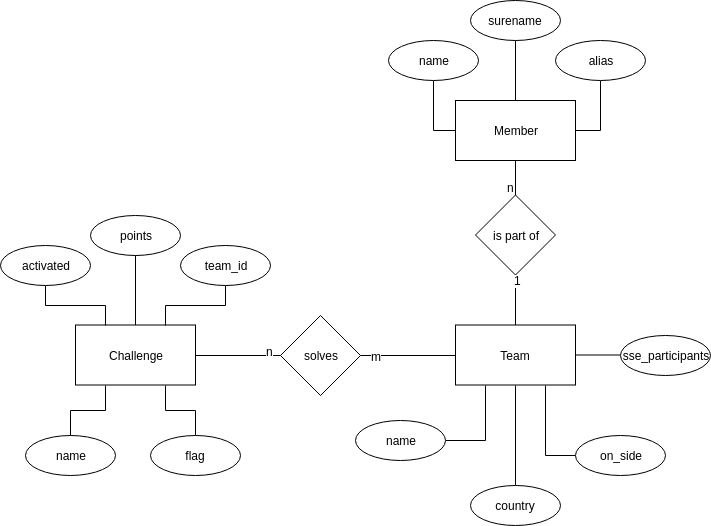 surename
name
alias
Member
n
is part of
1
points
activated
team_id
Challenge
n
solves
m
Team
sse_participants
name
flag
name
on_side
country